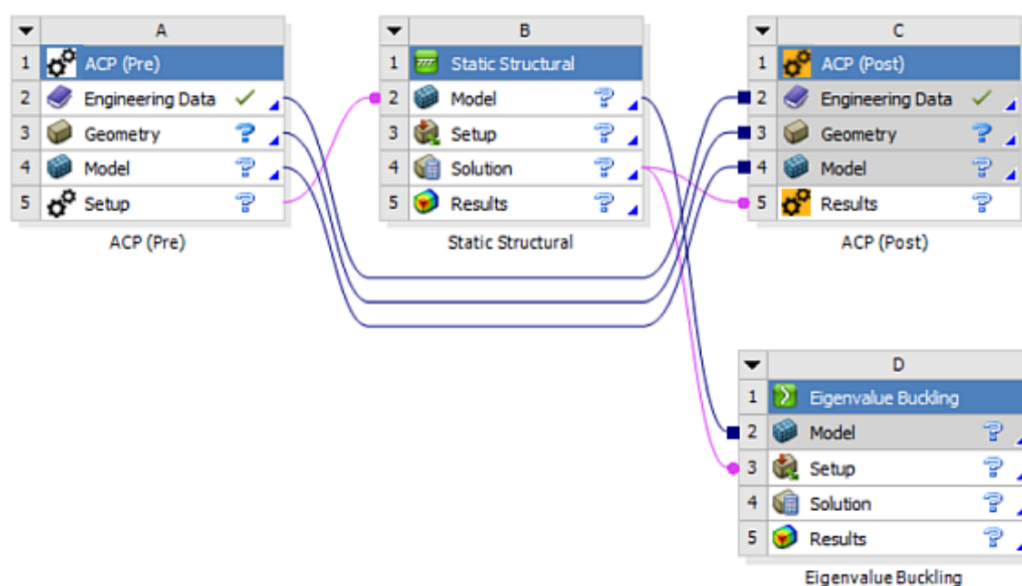 A
1 ACP (Pre)
2 Engineering Data
3 Geometry
4 Model
5 Setup
ACP (Pre)
B
1 Static Structural
2 Model
3 Setup
4 Solution
5 Results
Static Structural
C
1 ACP (Post)
2 Engineering Data
3 Geometry
4 Model
5 Results
ACP (Post)
D
1 Eigenvalue Buckling
2 Model
3 Setup
4 Solution
5 Results
Eigenvalue Buckling